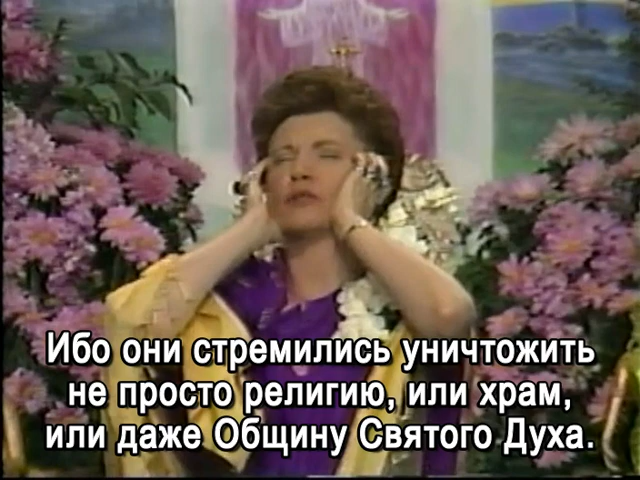 Ибо они стремились уничтожить
не просто религию, или храм,
или даже Общину Святого Духа.